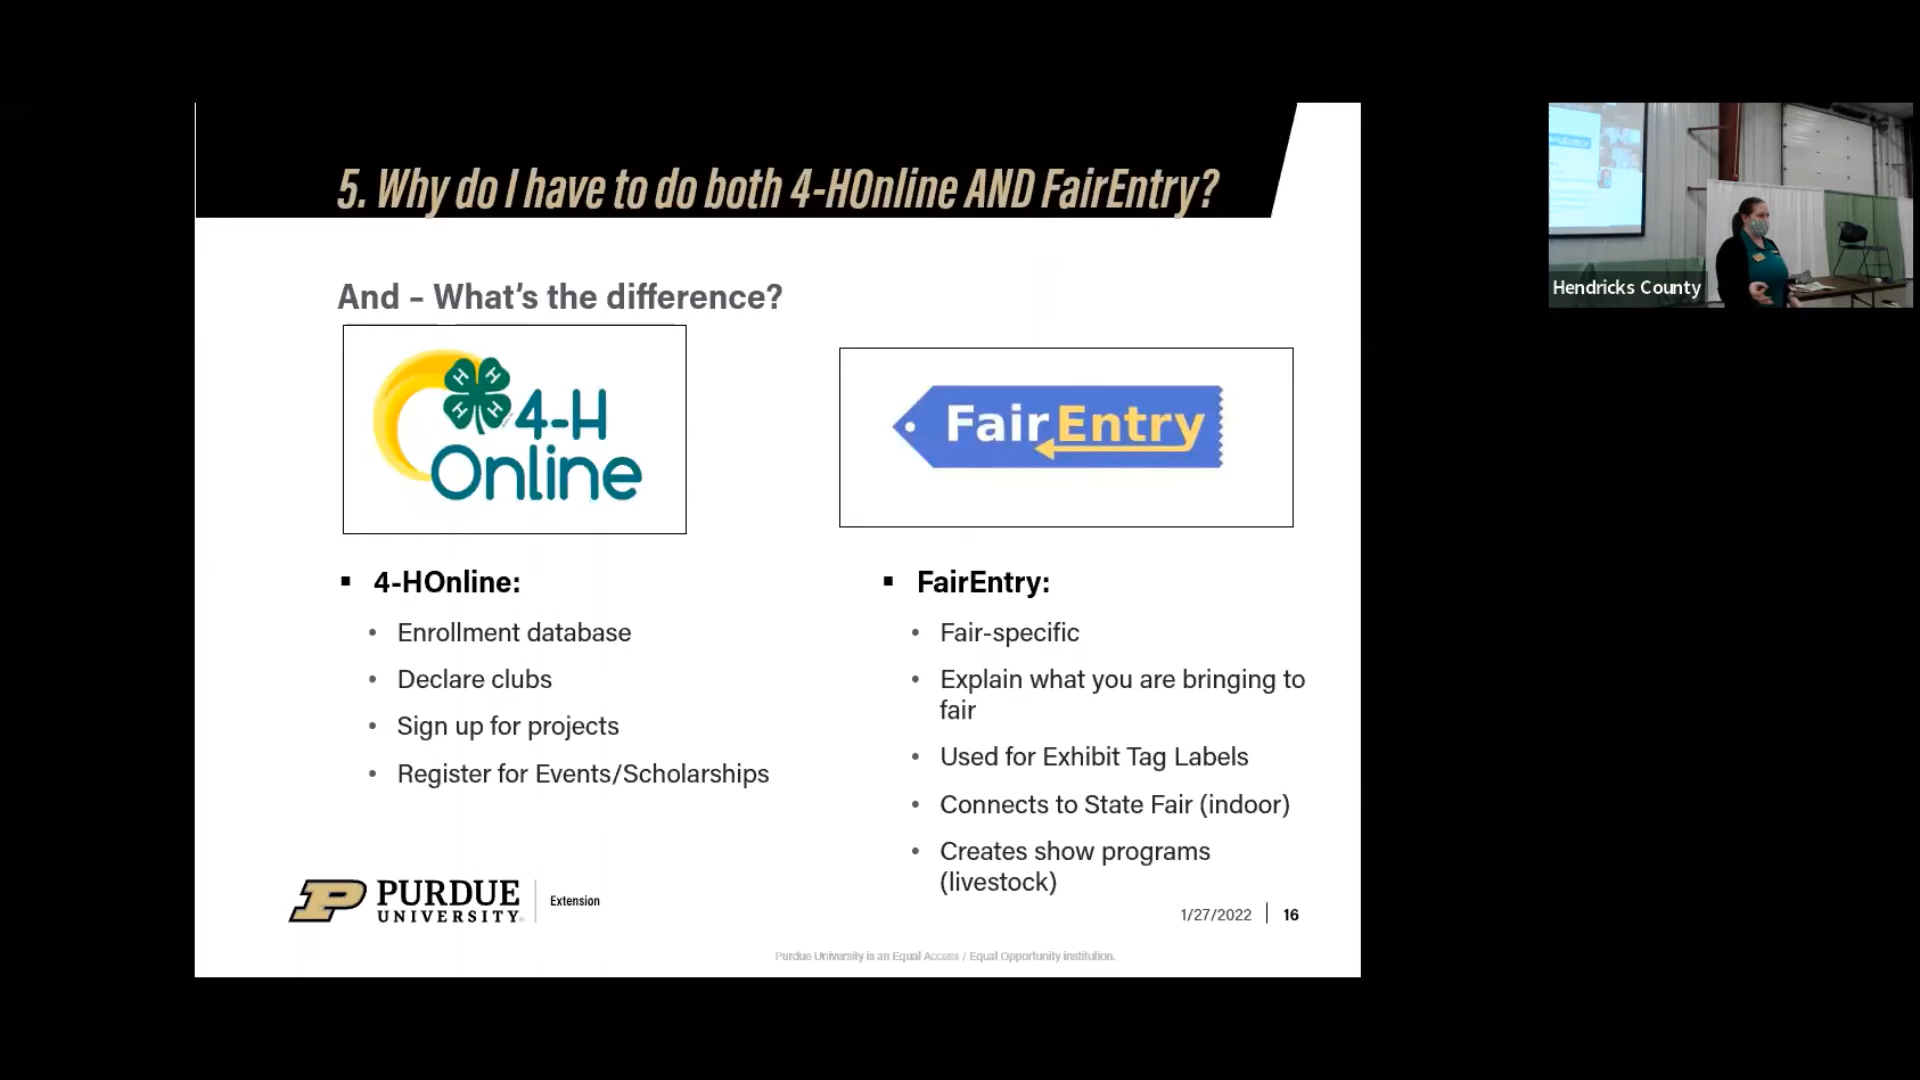 5. Why do I have to do both 4-HOnline AND FairEntry?
And – What's the difference?
H H
H H
4-H
Online
FairEntry
▪ 4-HOnline:
• Enrollment database
• Declare clubs
• Sign up for projects
• Register for Events/Scholarships
▪ FairEntry:
• Fair-specific
• Explain what you are bringing to
fair
• Used for Exhibit Tag Labels
• Connects to State Fair (indoor)
• Creates show programs
(livestock)
P PURDUE
UNIVERSITY®
Extension
1/27/2022 16
Purdue University is an Equal Access / Equal Opportunity institution.
Hendricks County